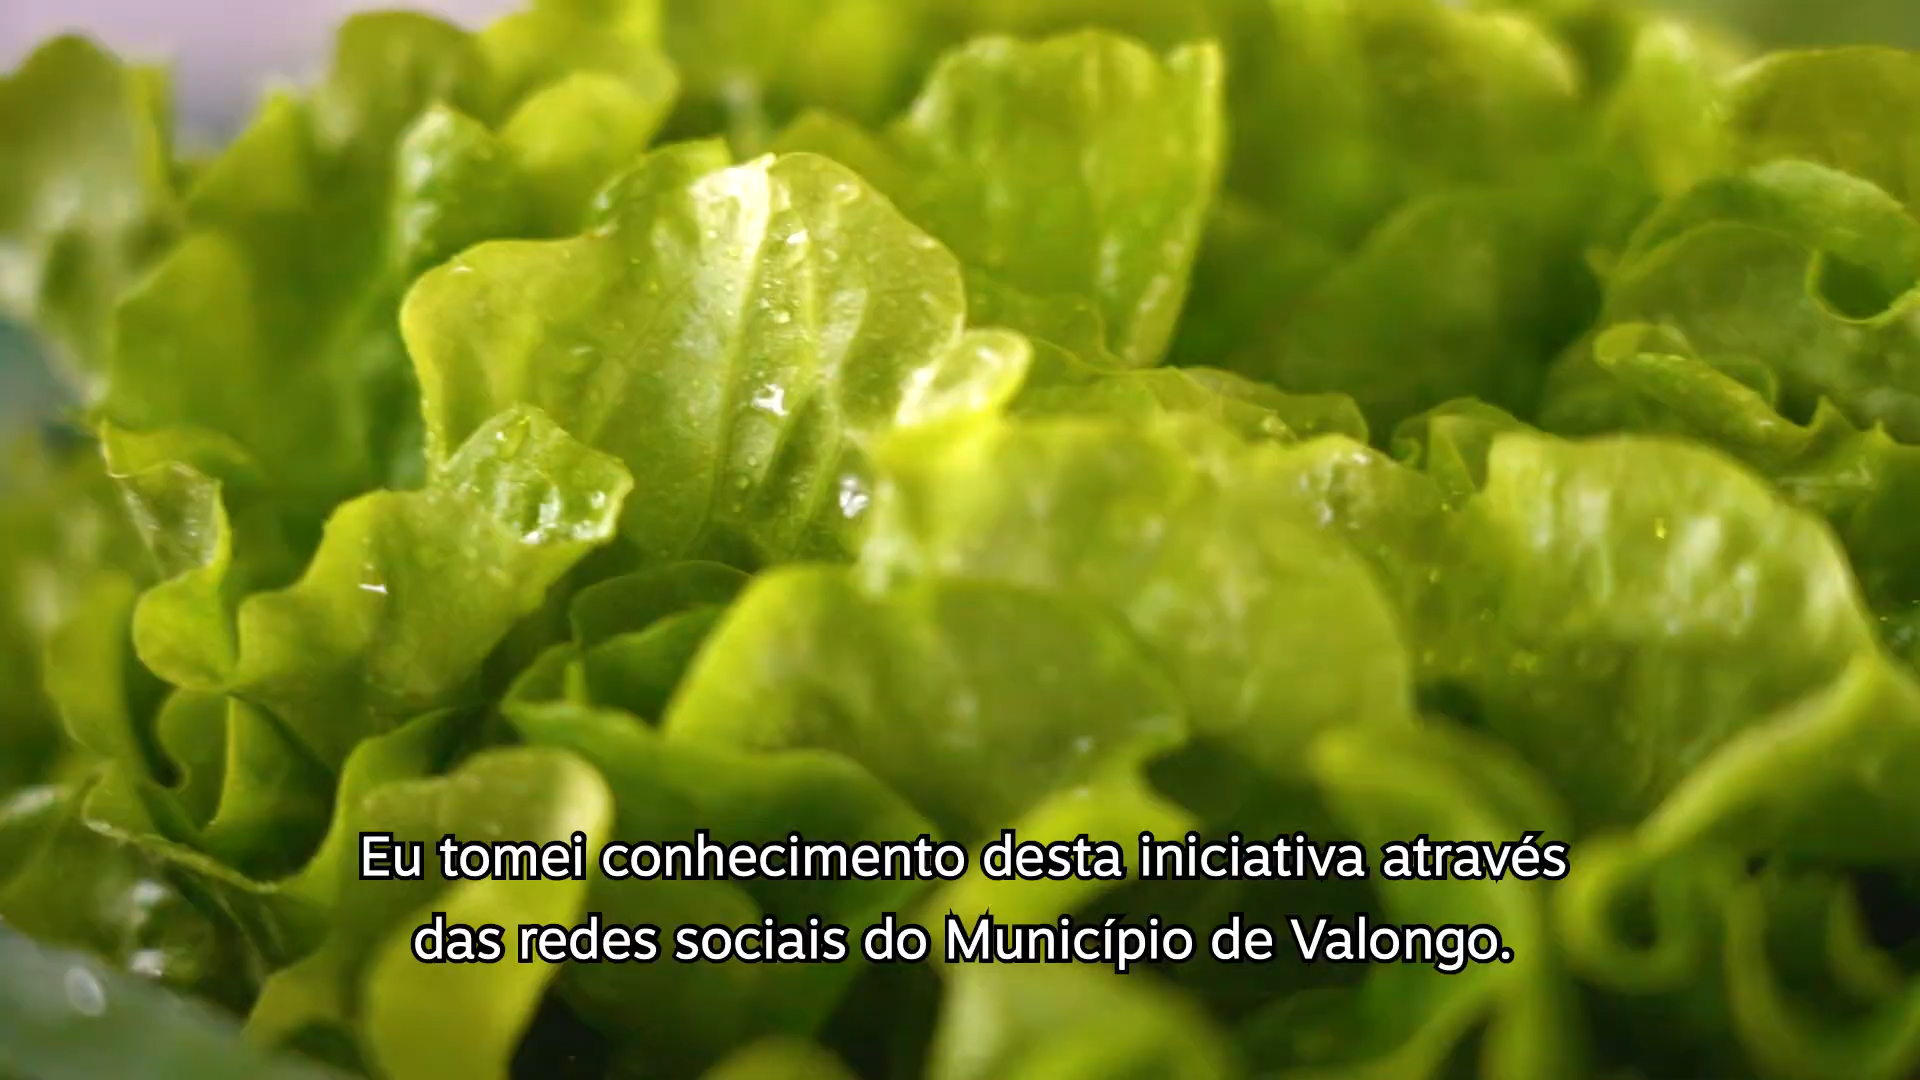 Eu tomei conhecimento desta iniciativa através
das redes sociais do Município de Valongo.